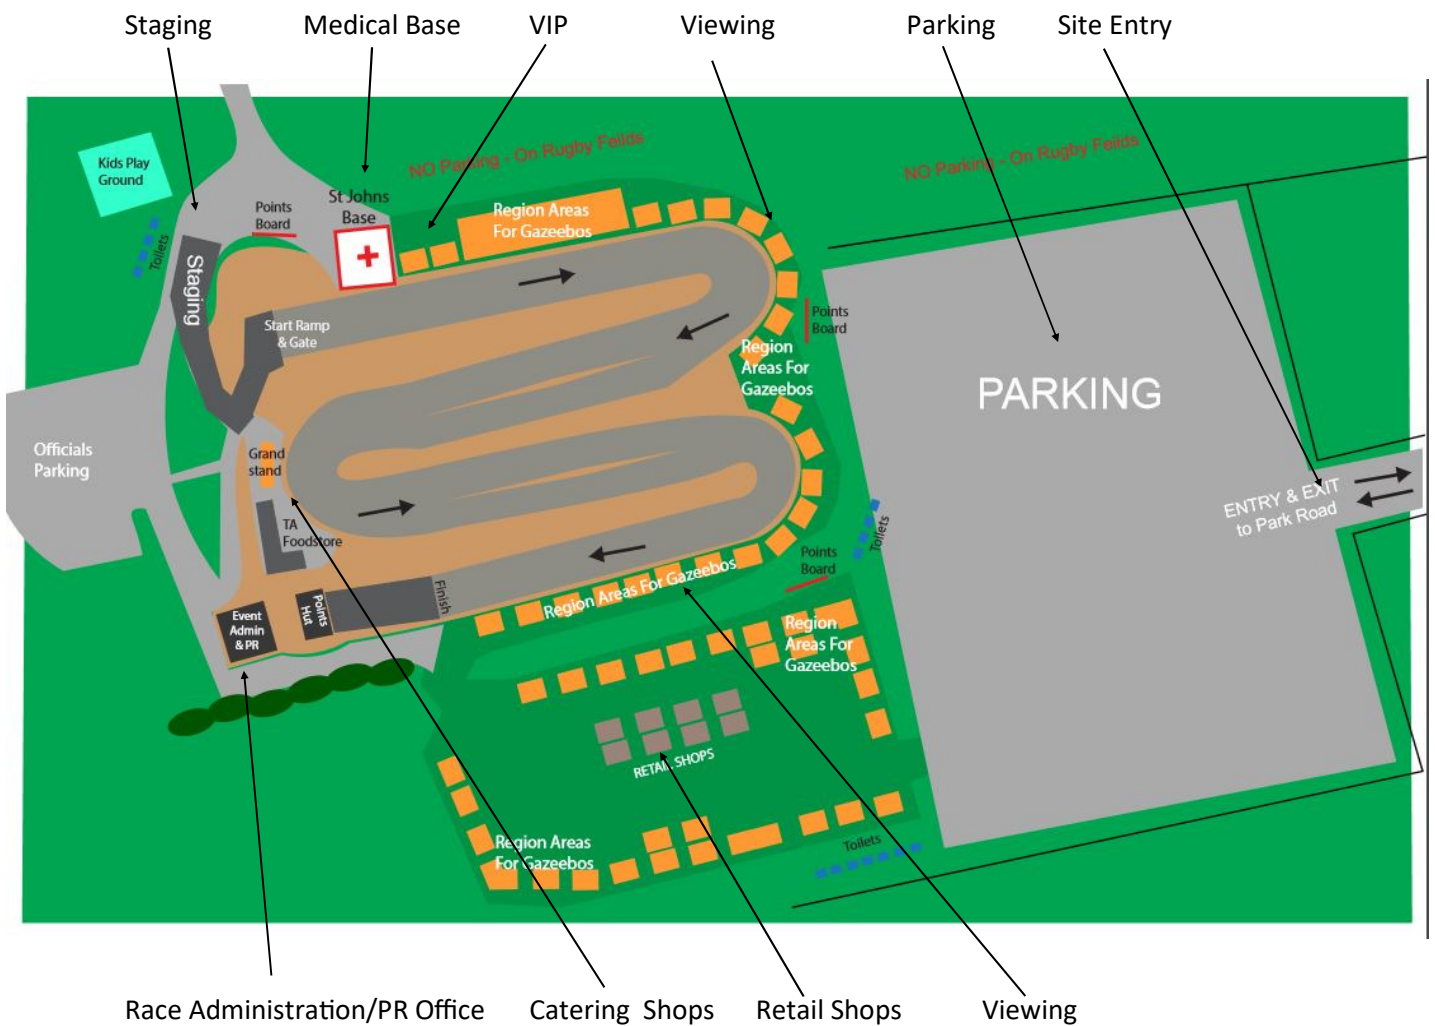 Staging
Medical Base
VIP
Viewing
Parking
Site Entry
NO Parking - On Rugby Feilds
NO Parking - On Rugby Feilds
Kids Play
Ground
Points
Board
St Johns
Base
Region Areas
For Gazeebos
Toilets
Staging
Start Ramp
& Gate
Points
Board
Region
Areas For
Gazeebos
PARKING
Officials
Parking
Grand
stand
ENTRY & EXIT
to Park Road
TA
Foodstore
Toilets
Points
Board
Finish
Region Areas For Gazeebos
Points
Hut
Event
Admin
& PR
Region
Areas For
Gazeebos
RETAIL SHOPS
Region Areas
For Gazeebos
Toilets
Race Administration/PR Office
Catering Shops
Retail Shops
Viewing